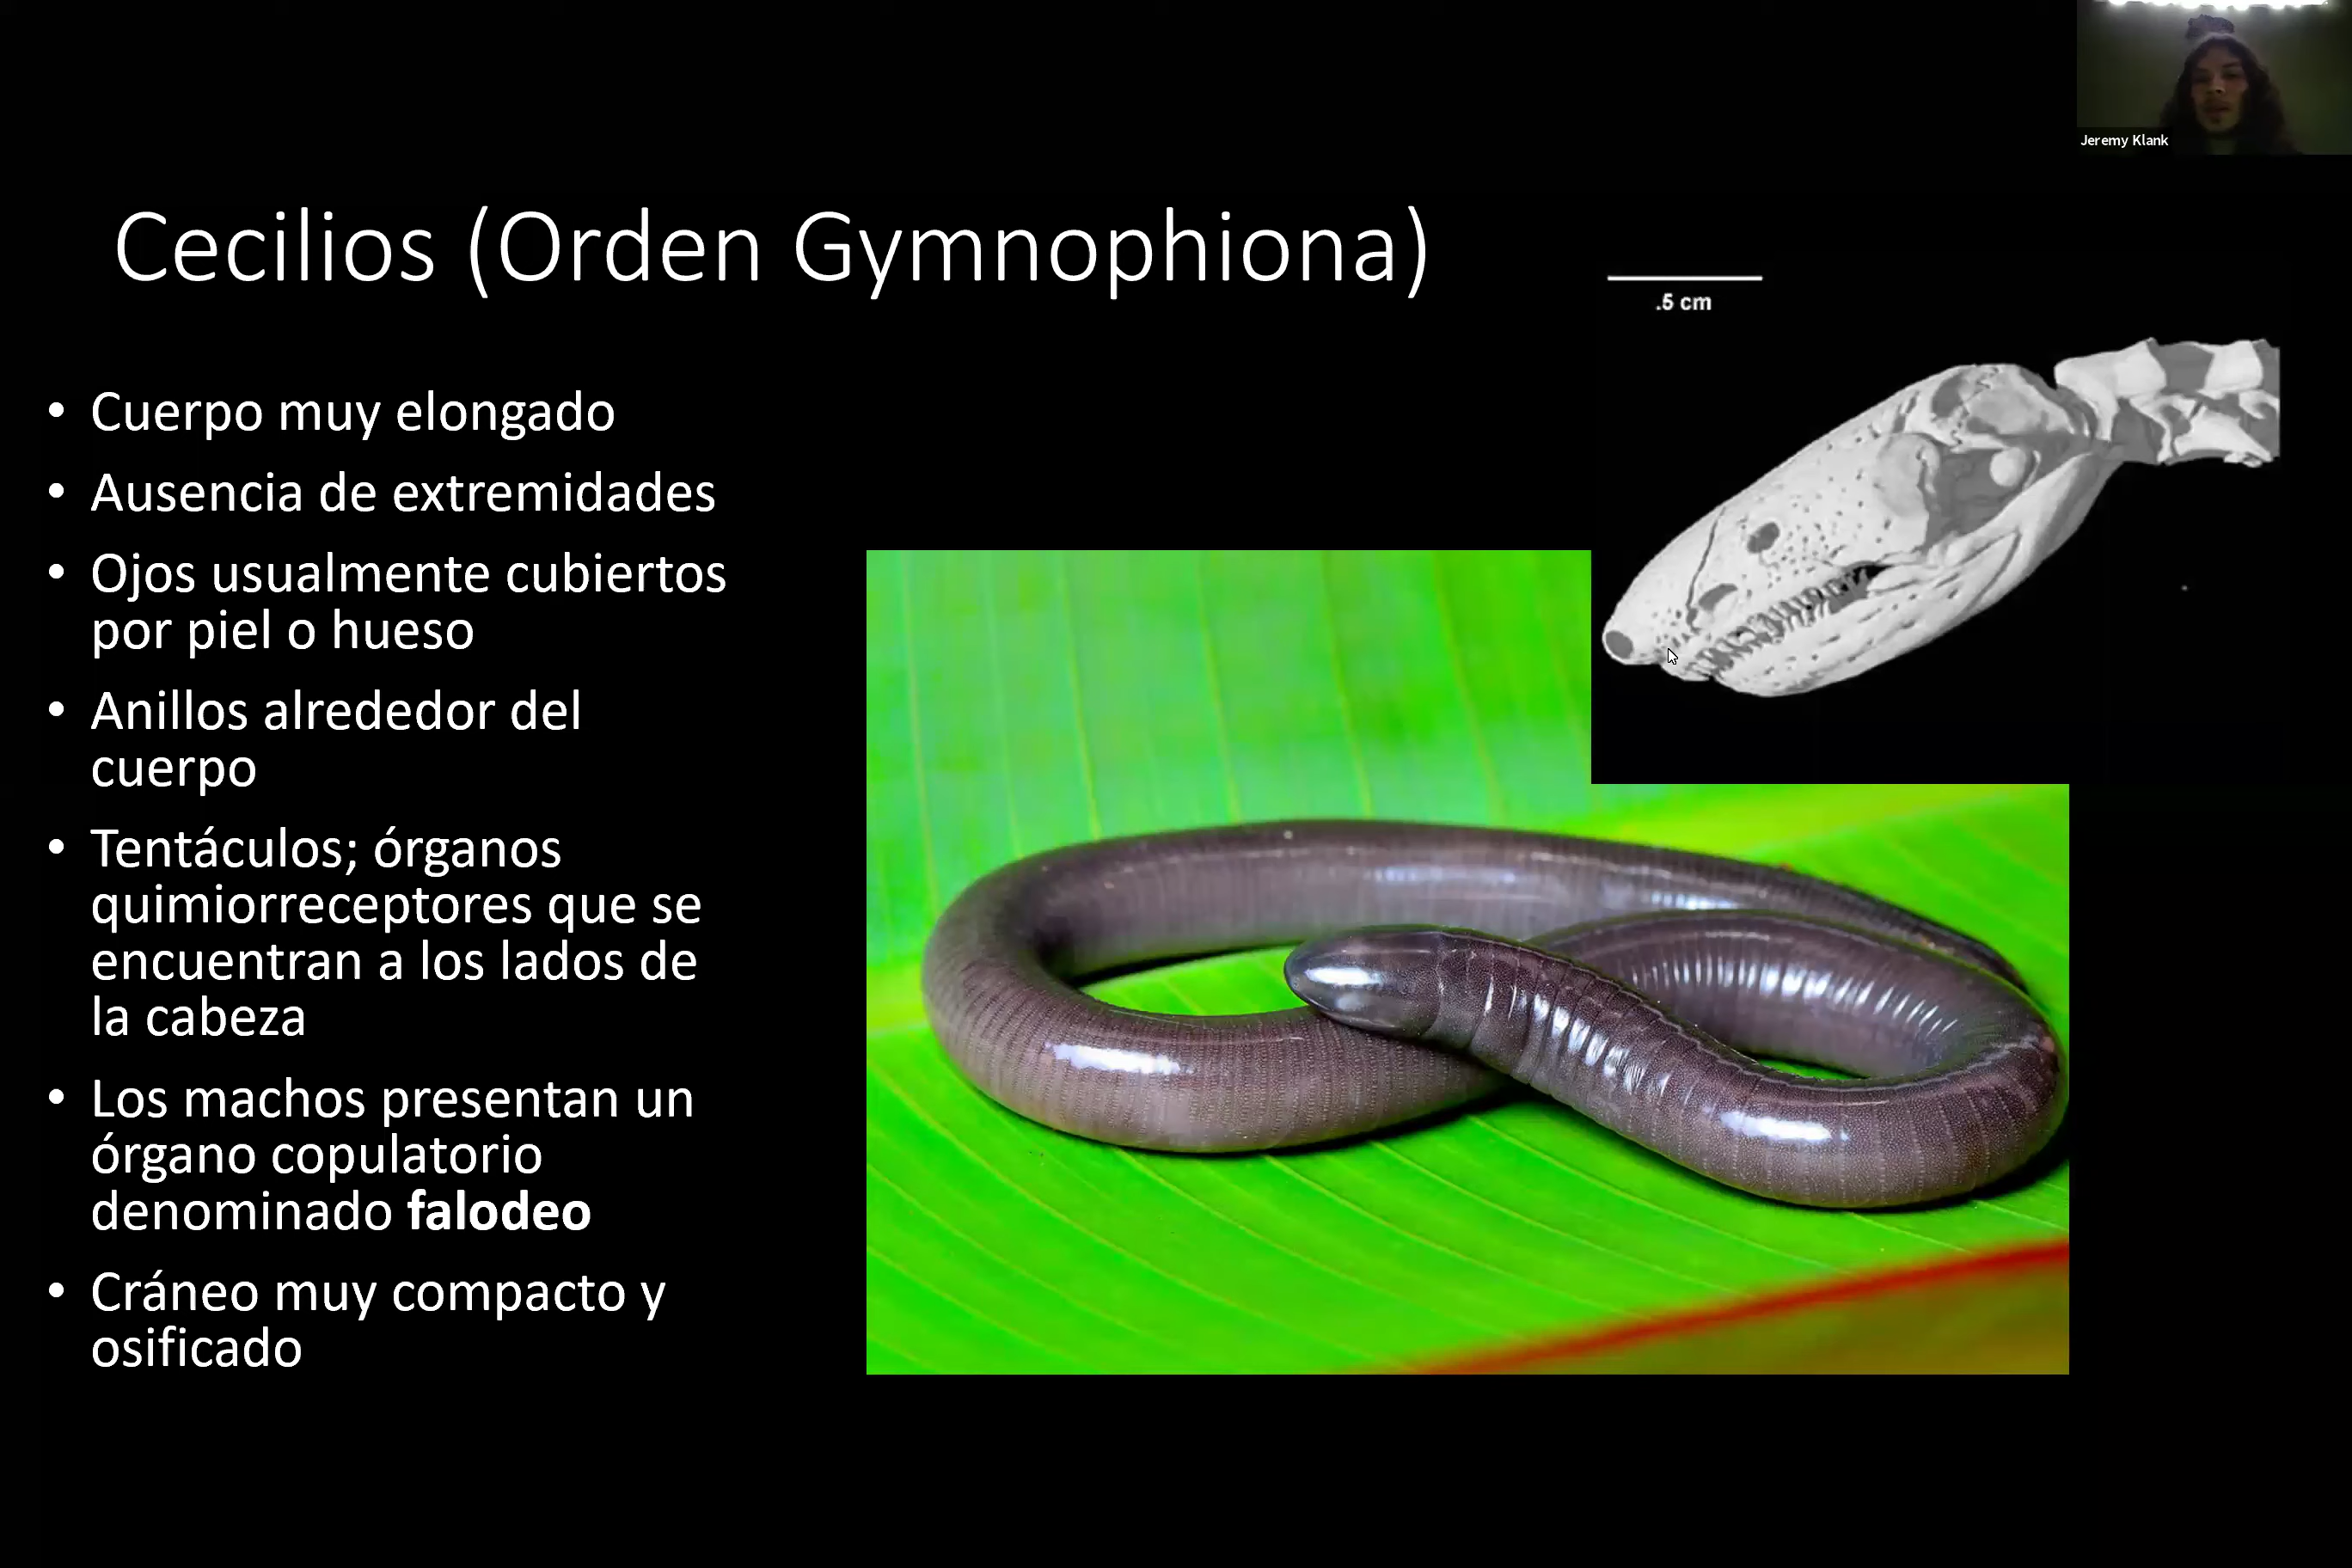 Jeremy Klank
Cecilios (Orden Gymnophiona)
.5 cm
• Cuerpo muy elongado
• Ausencia de extremidades
• Ojos usualmente cubiertos
por piel o hueso
• Anillos alrededor del
cuerpo
• Tentáculos; órganos
quimiorreceptores que se
encuentran a los lados de
la cabeza
• Los machos presentan un
órgano copulatorio
denominado falodeo
• Cráneo muy compacto y
osificado